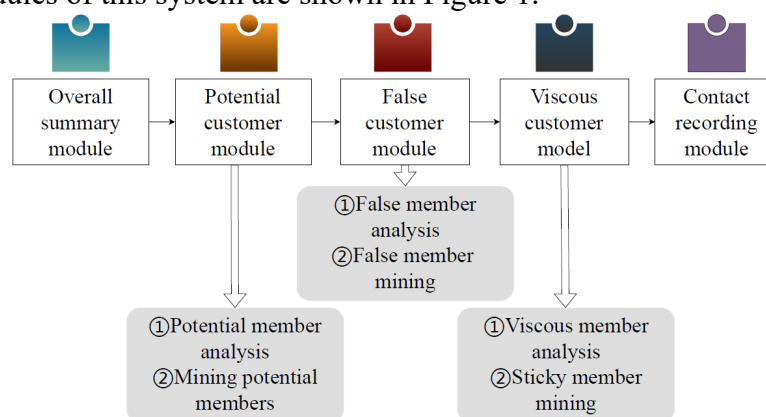 dules of this system are shown in Figure 1.
Overall
summary
module
Potential
customer
module
False
customer
module
Viscous
customer
model
Contact
recording
module
①False member
analysis
②False member
mining
①Potential member
analysis
②Mining potential
members
①Viscous member
analysis
②Sticky member
mining